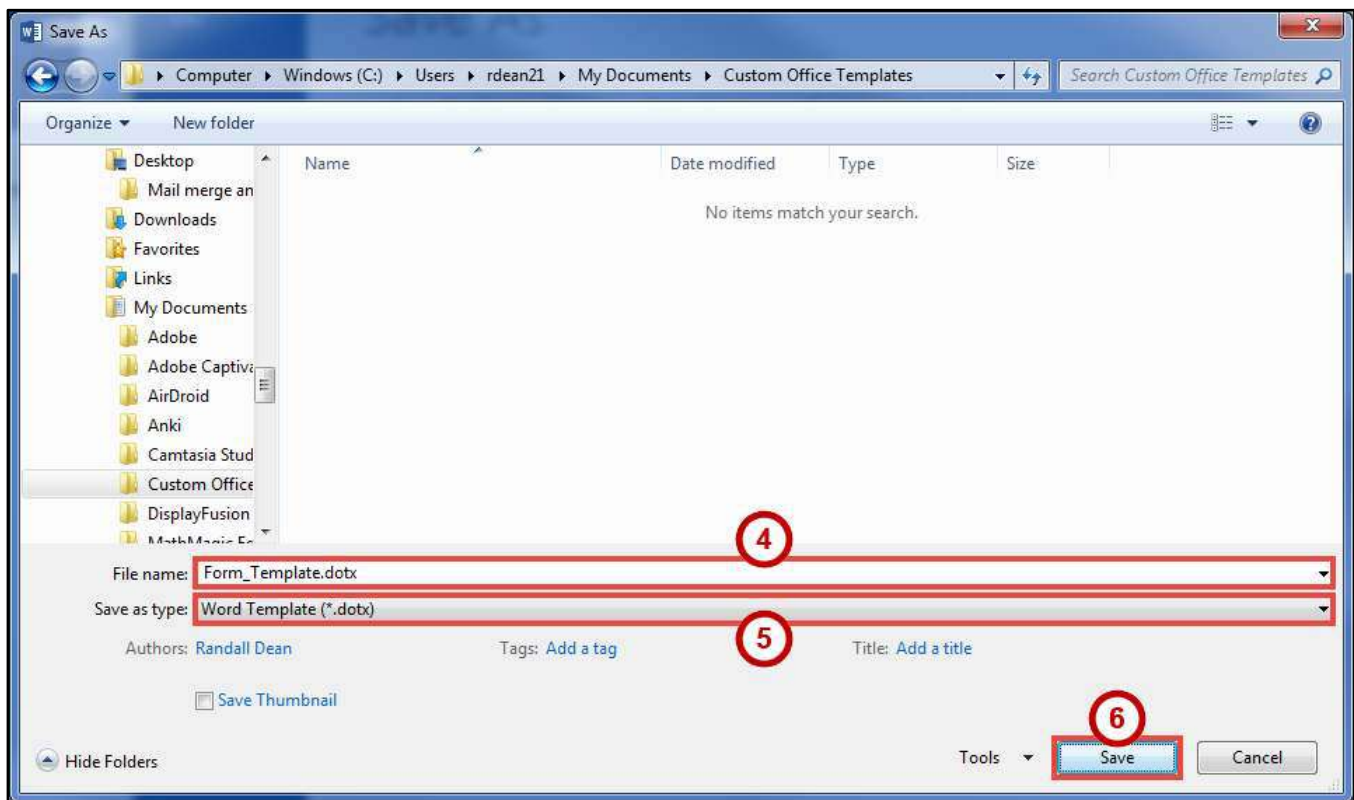 Save As
Computer Windows (C:) Users rdean21 My Documents Custom Office Templates Search Custom Office Templates
Organize New folder
Name Date modified Type Size
No items match your search.
Desktop
Mail merge an
Downloads
Favorites
Links
My Documents
Adobe
Adobe Captiva
AirDroid
Anki
Camtasia Stud
Custom Office
DisplayFusion
4
File name: Form_Template.dotx
Save as type: Word Template (*.dotx)
5
Authors: Randall Dean Tags: Add a tag Title: Add a title
Save Thumbnail
6
Hide Folders Tools Save Cancel